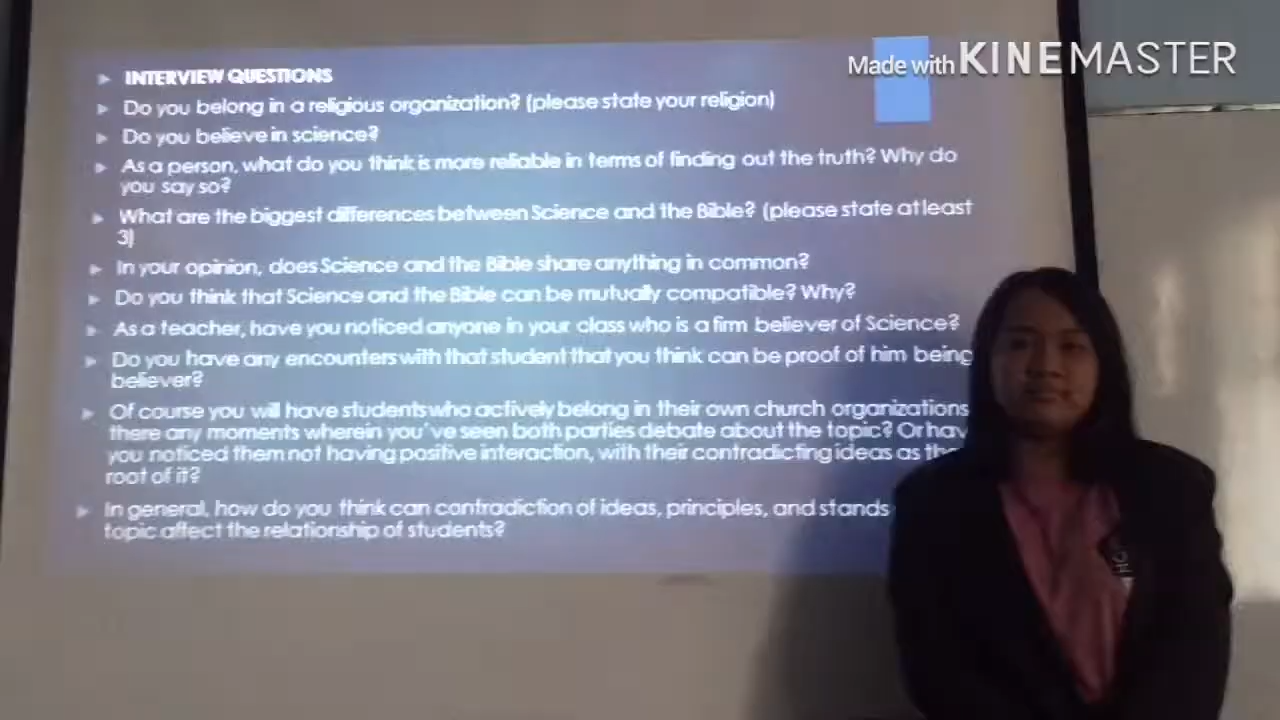 Made with KINEMASTER
INTERVIEW QUESTIONS
Do you belong in a religious organization? (please state your religion)
Do you believe in science?
As a person, what do you think is more reliable in terms of finding out the truth? Why do
you say so?
What are the biggest differences between Science and the Bible? (please state atleast
3)
In your opinion, does Science and the Bible share anything in common?
Do you think that Science and the Bible can be mutually compatible? Why?
As a teacher, have you noticed anyone in your class who is a firm believer of Science?
Do you have any encounters with that student that you think can be proof of him being
believer?
Of course you will have students who actively belong in their own church organizations
there any moments wherein you've seen both parties debate about the topic? Or hav
you noticed them not having positive interaction, with their contradicting ideas as the
root of it?
In general, how do you think can contradiction of ideas, principles, and stands
topic affect the relationship of students?